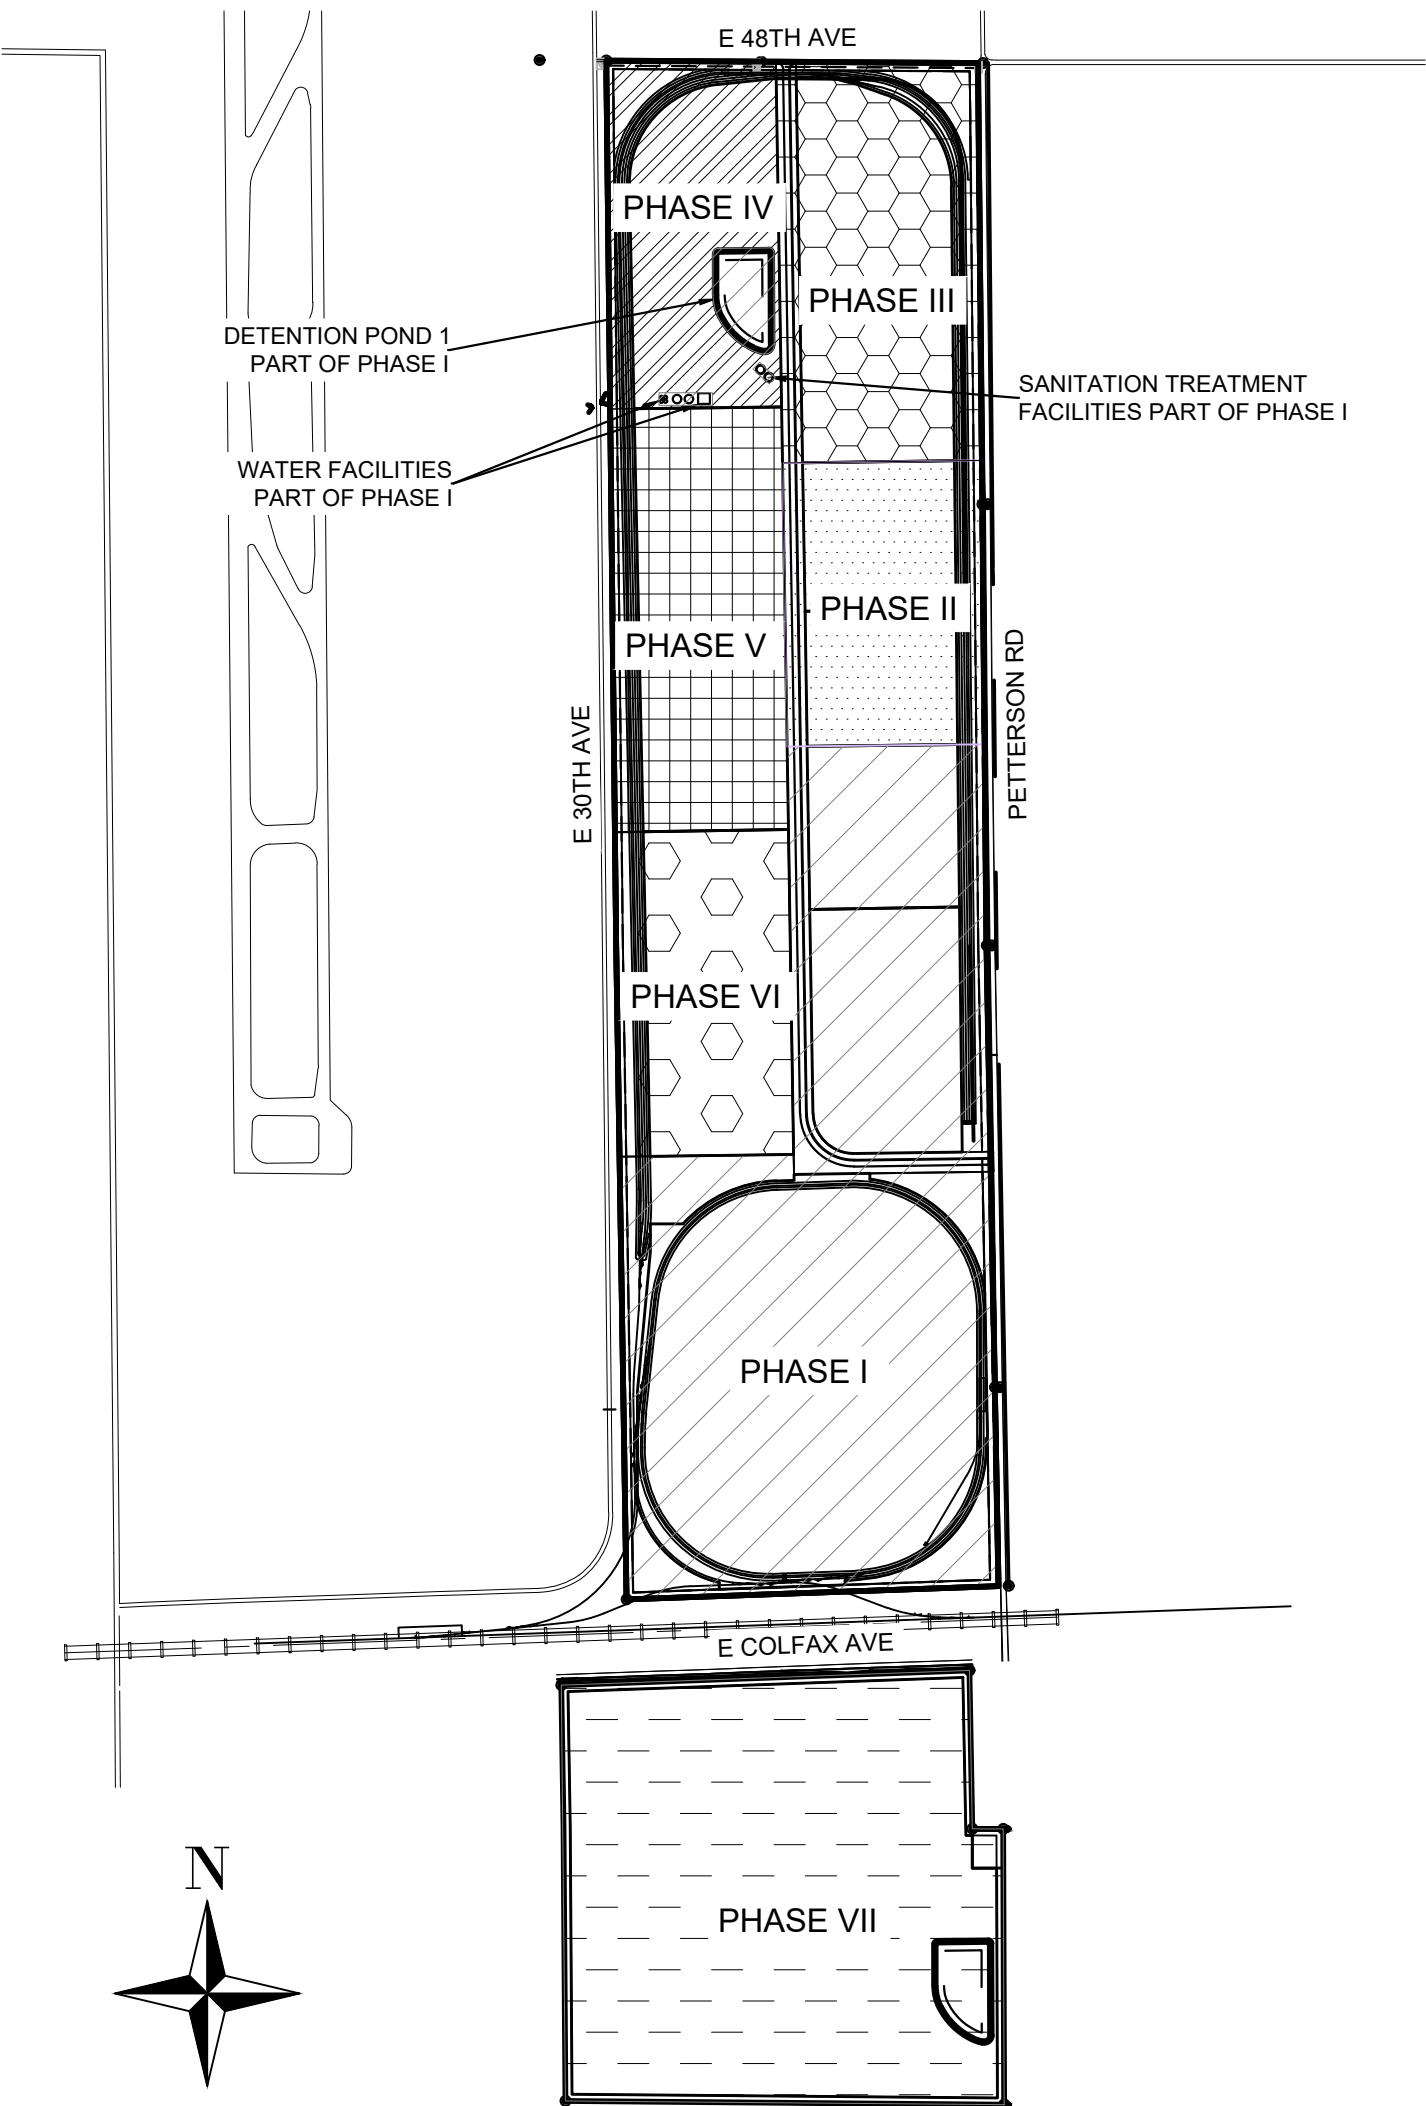 E 48TH AVE
PHASE IV
PHASE III
DETENTION POND 1
PART OF PHASE I
SANITATION TREATMENT
FACILITIES PART OF PHASE I
WATER FACILITIES
PART OF PHASE I
PHASE II
PHASE V
PETTERSON RD
E 30TH AVE
PHASE VI
PHASE I
E COLFAX AVE
N
PHASE VII